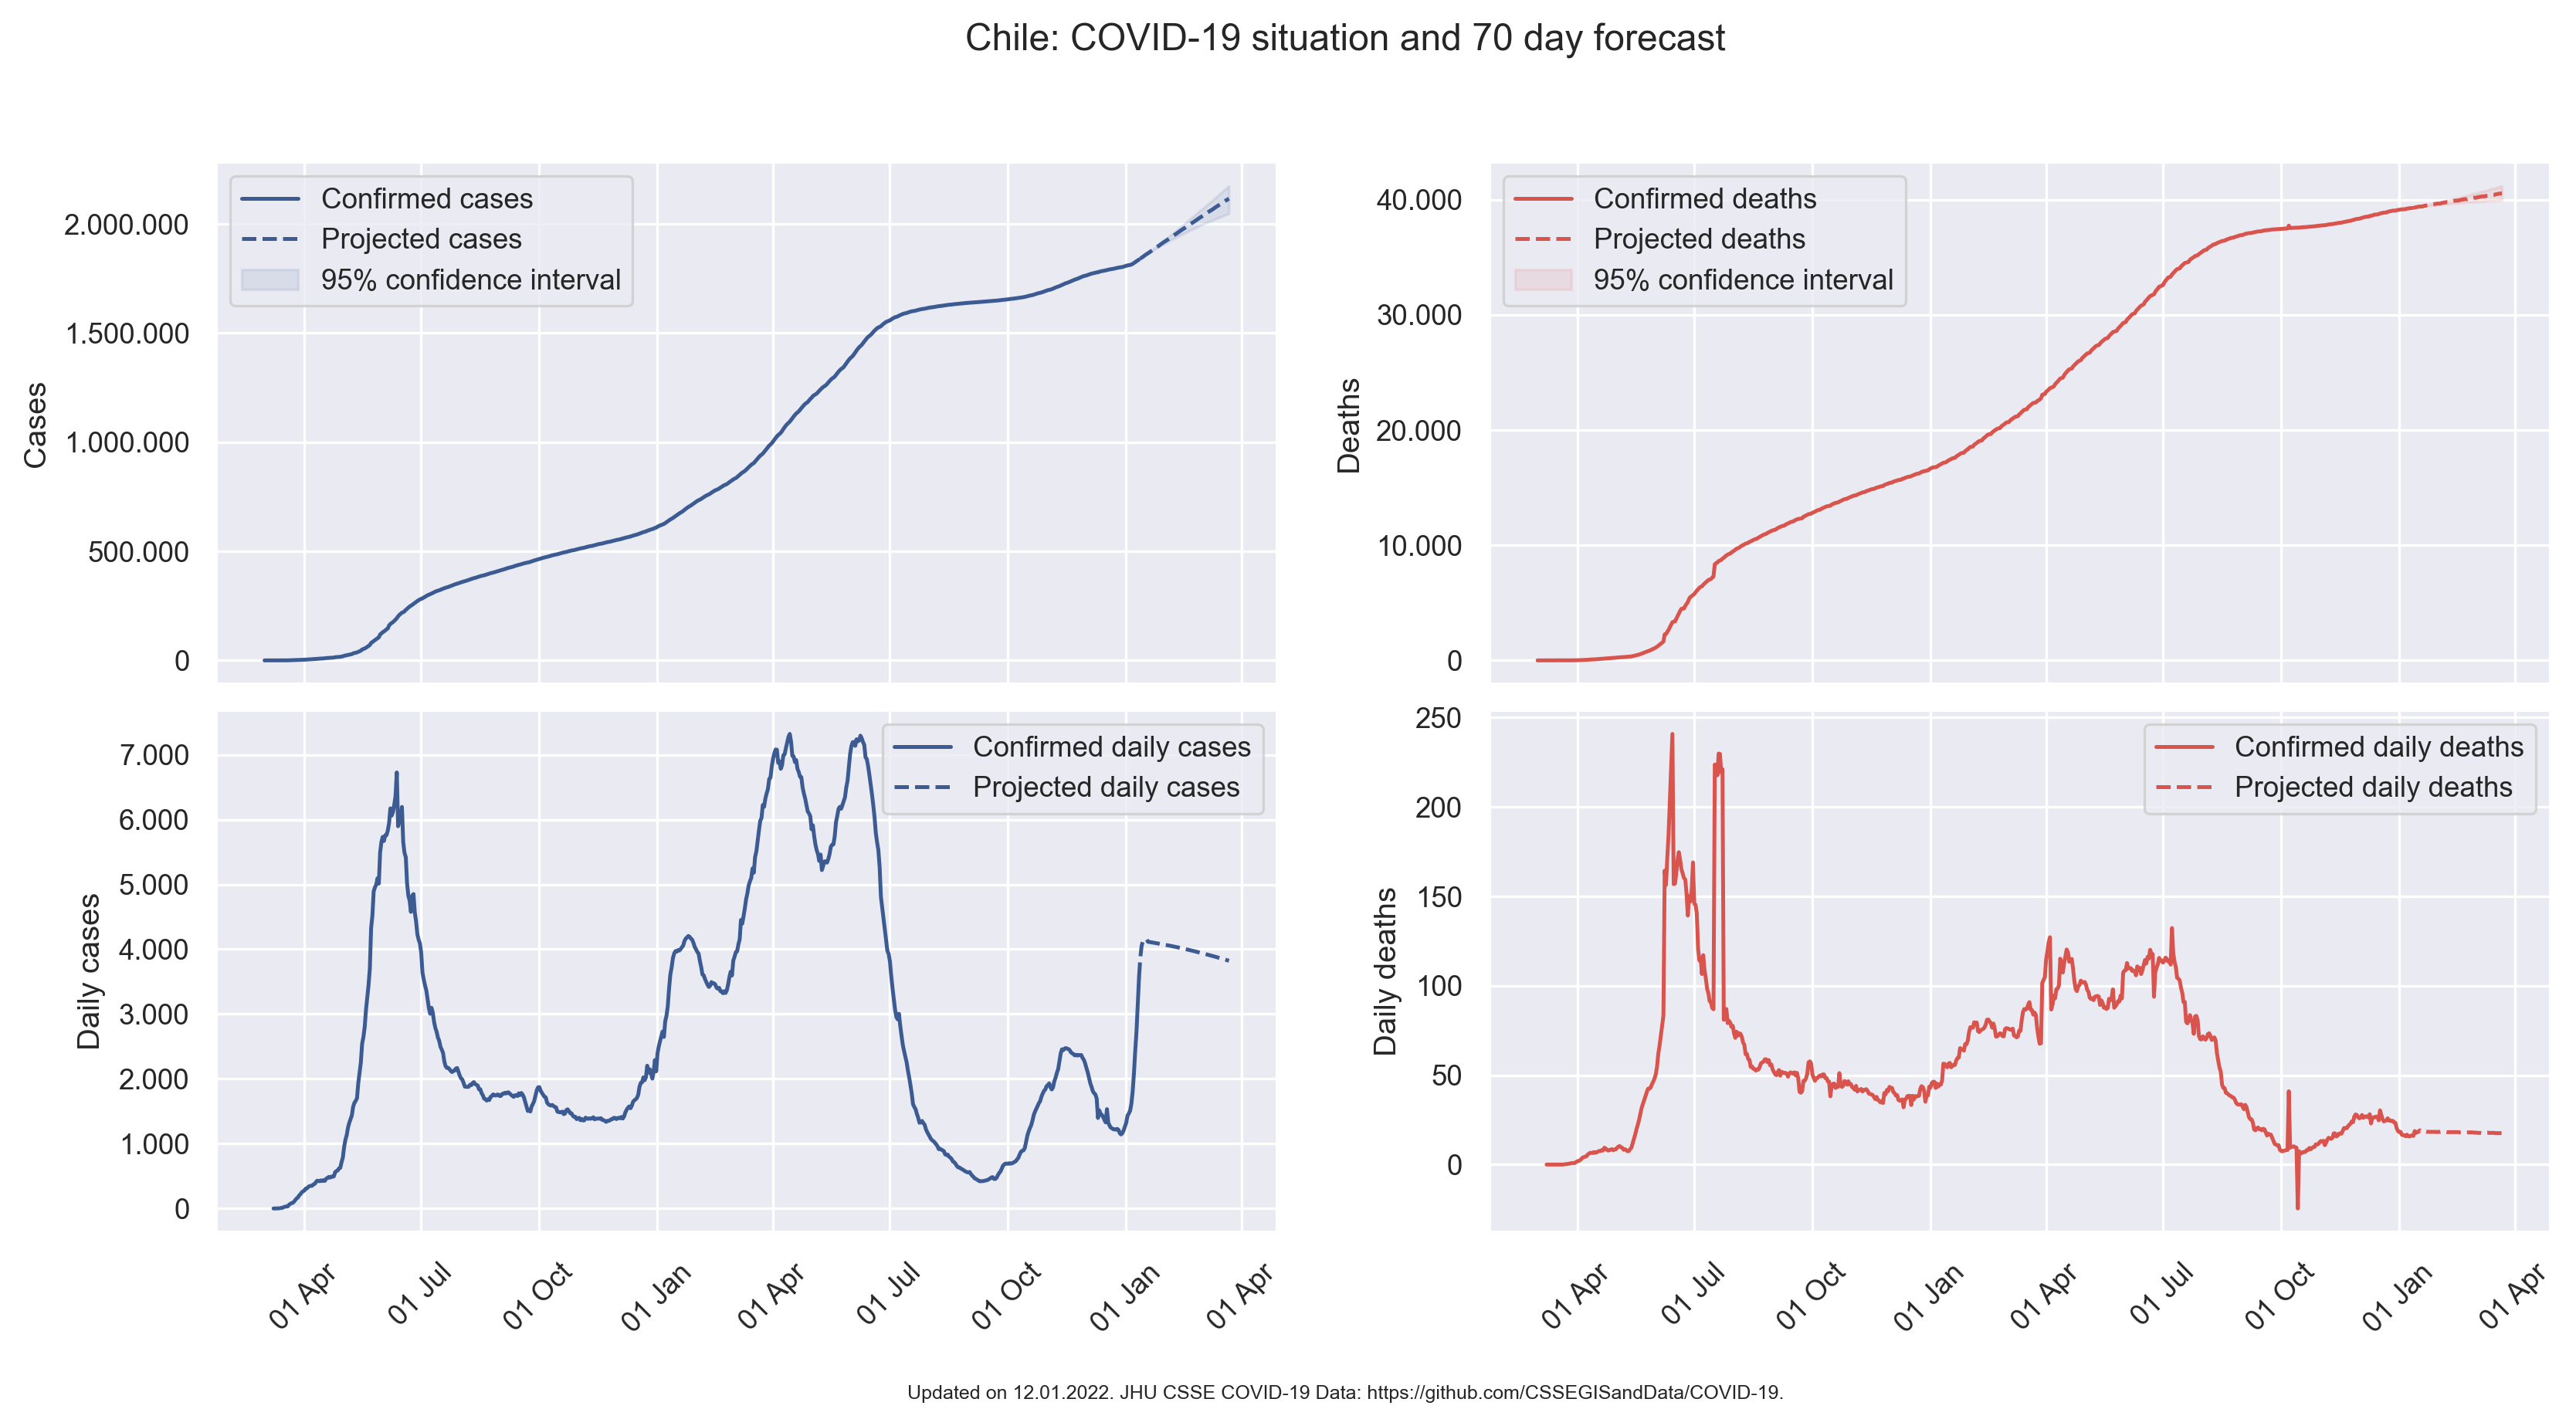 Chile: COVID-19 situation and 70 day forecast
Confirmed cases
Projected cases
95% confidence interval
2.000.000
1.500.000
1.000.000
500.000
0
Cases
Confirmed deaths
Projected deaths
95% confidence interval
40.000
30.000
20.000
10.000
0
Deaths
Confirmed daily cases
Projected daily cases
7.000
6.000
5.000
4.000
3.000
2.000
1.000
0
Daily cases
01 Apr
01 Jul
01 Oct
01 Jan
01 Apr
01 Jul
01 Oct
01 Jan
01 Apr
Confirmed daily deaths
Projected daily deaths
250
200
150
100
50
0
Daily deaths
01 Apr
01 Jul
01 Oct
01 Jan
01 Apr
01 Jul
01 Oct
01 Jan
01 Apr
Updated on 12.01.2022. JHU CSSE COVID-19 Data: https://github.com/CSSEGISandData/COVID-19.